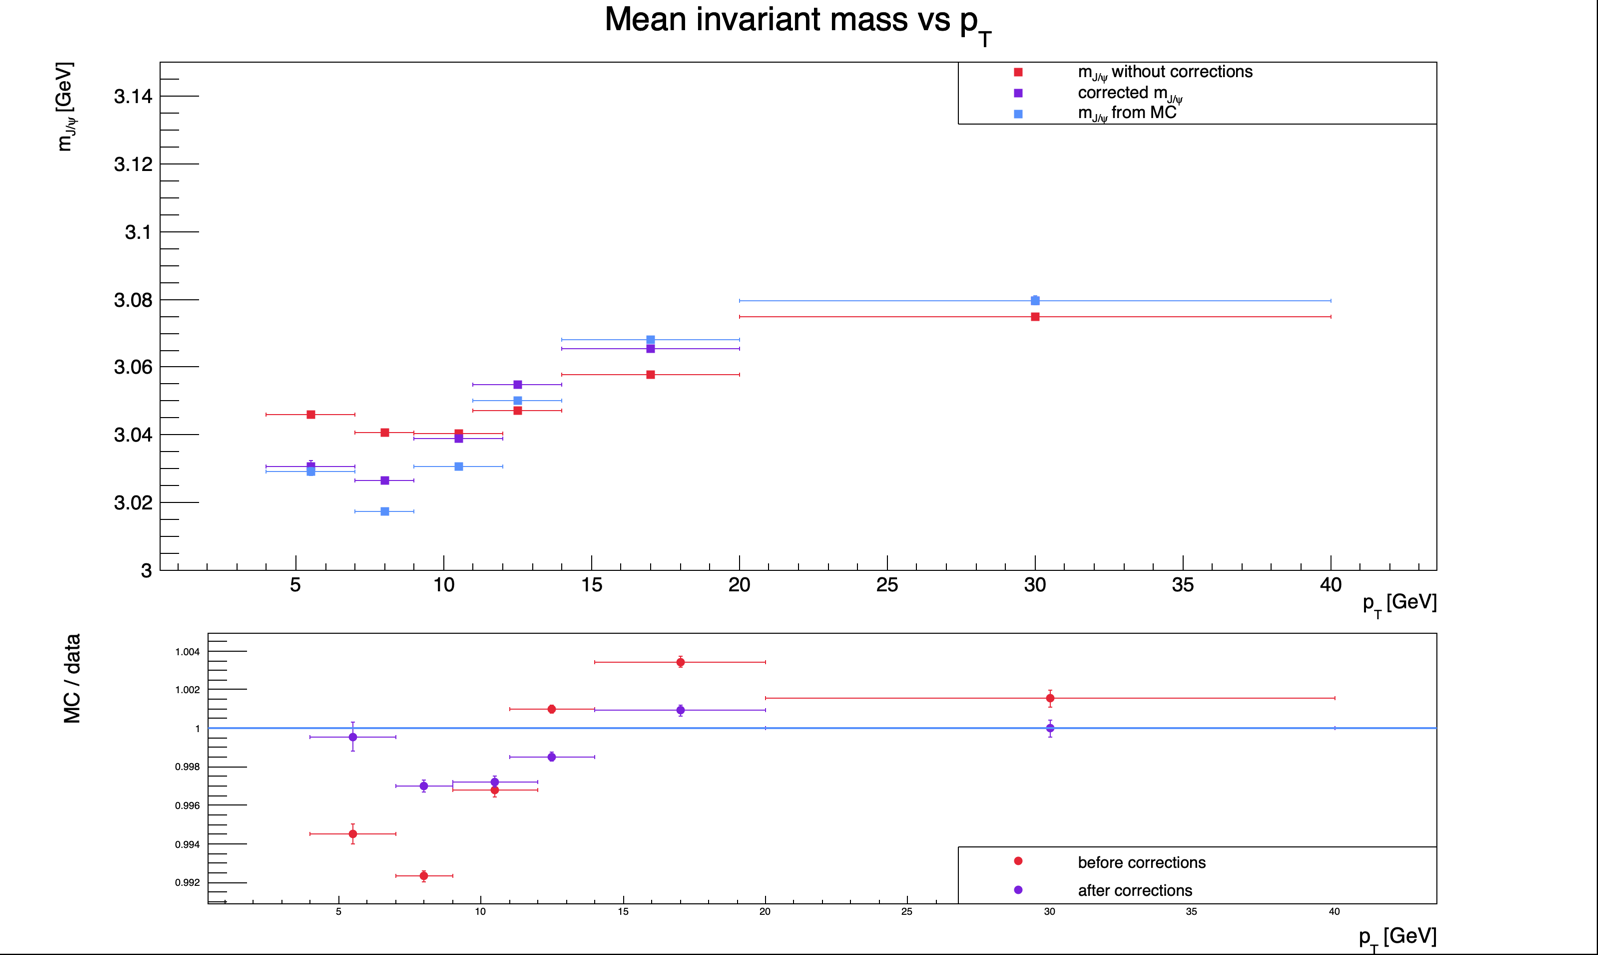 Mean invariant mass vs p_T
m_J/ψ [GeV]
m_J/ψ without corrections
corrected m_J/ψ
m_J/ψ from MC
3.14
3.12
3.1
3.08
3.06
3.04
3.02
3
5 10 15 20 25 30 35 40
p_T [GeV]
MC / data
1.004
1.002
1
0.998
0.996
0.994
0.992
before corrections
after corrections
5 10 15 20 25 30 35 40
p_T [GeV]